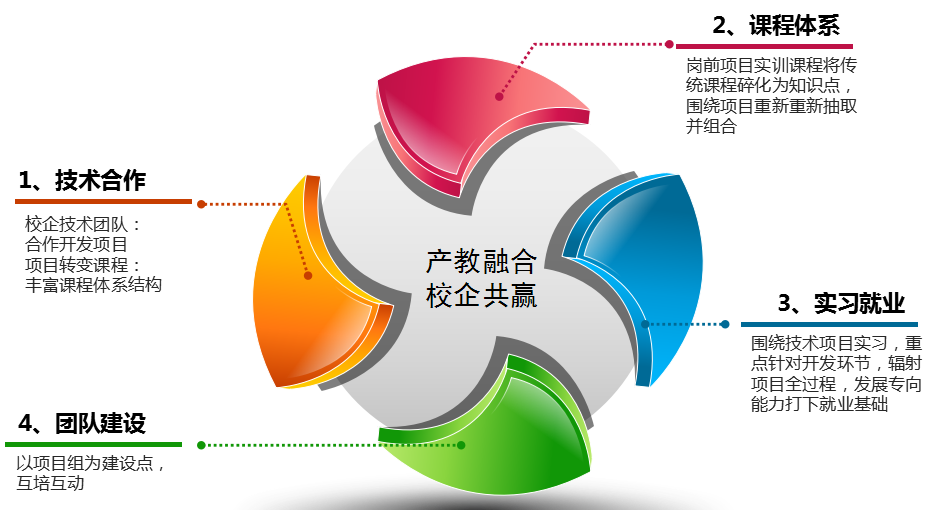 1、技术合作
校企技术团队：
合作开发项目
项目转变课程：
丰富课程体系结构
2、课程体系
岗前项目实训课程将传
统课程碎化为知识点，
围绕项目重新重新抽取
并组合
产教融合
校企共赢
3、实习就业
围绕技术项目实习，重
点针对开发环节，辐射
项目全过程，发展专向
能力打下就业基础
4、团队建设
以项目组为建设点，
互培互动